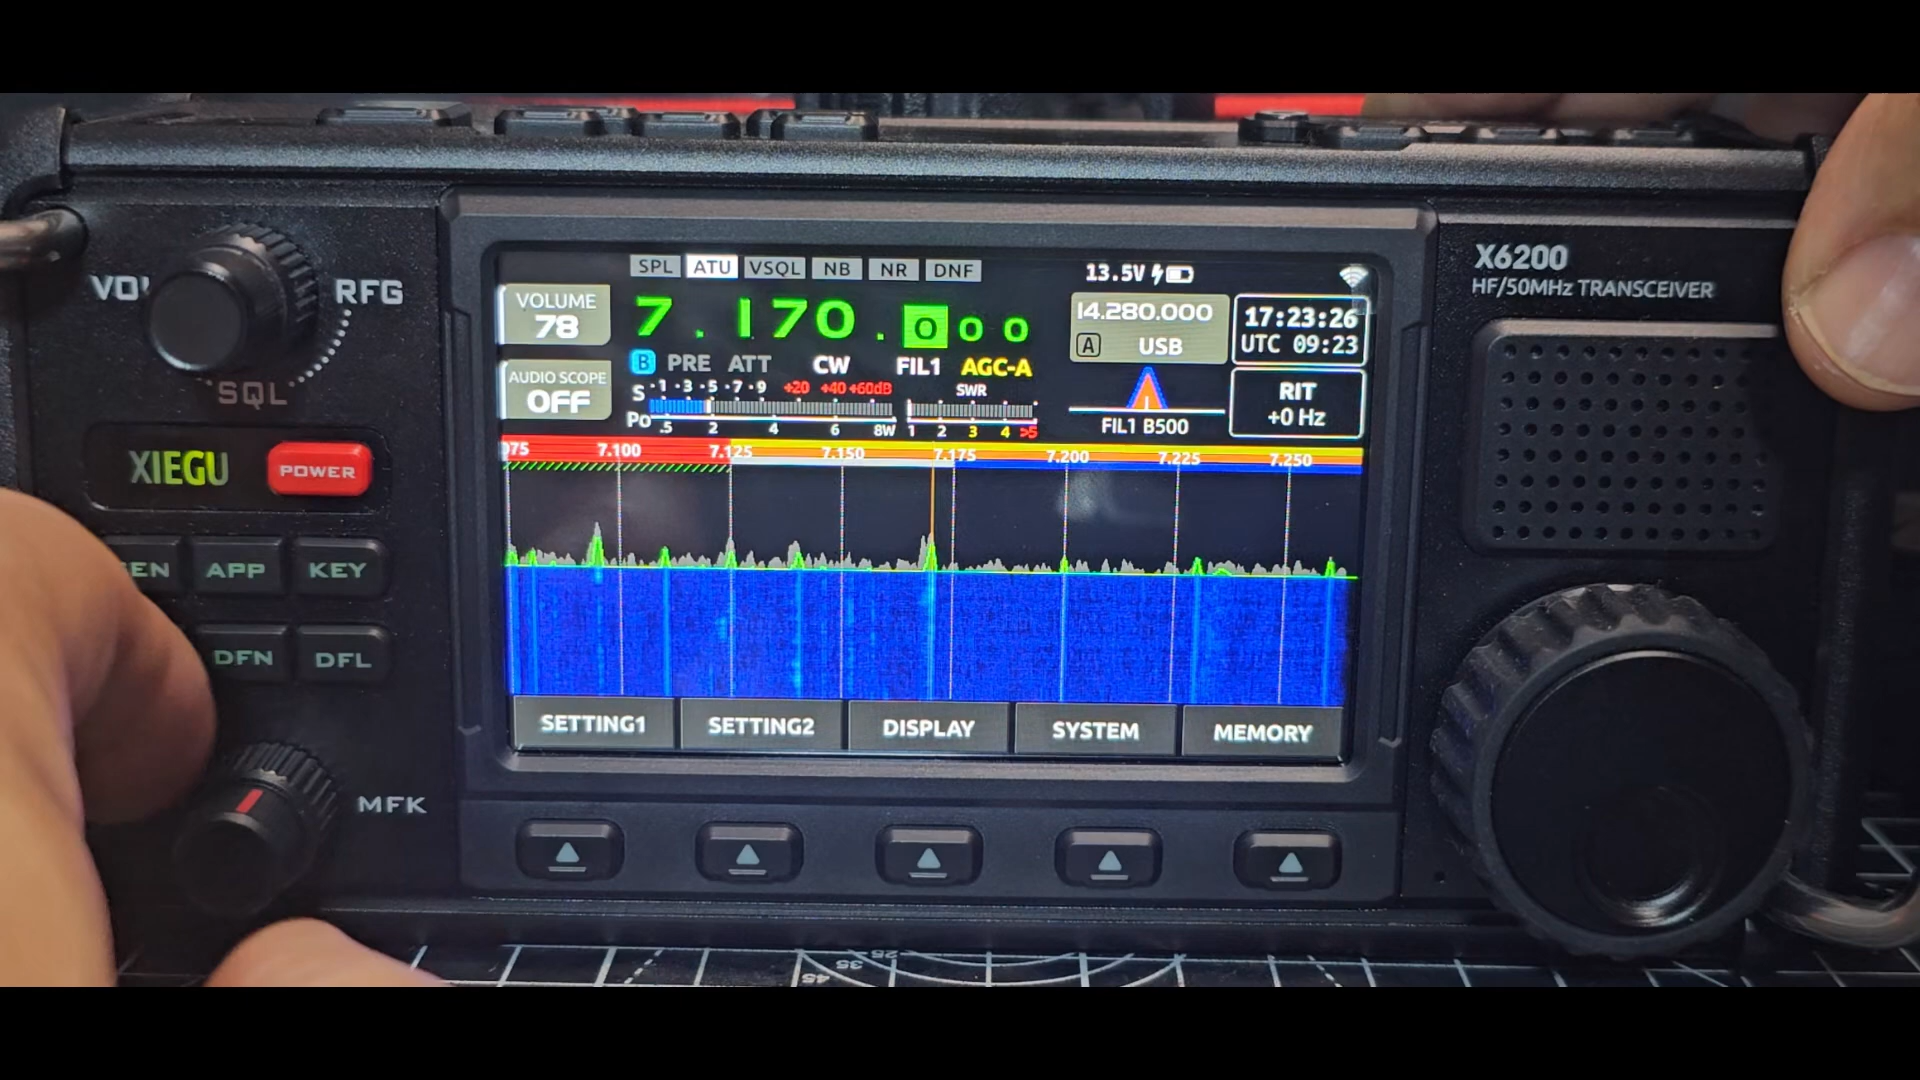 X6200
HF/50MHz TRANSCEIVER
RFG
SQL
XIEGU
POWER
APP
KEY
DFN
DFL
MFK
SPL ATU VSQL NB NR DNF
13.5V
VOLUME
78
7.170.000
14.280.000
A USB
17:23:26
UTC 09:23
B PRE ATT CW FIL1 AGC-A
AUDIO SCOPE
OFF
S ·1 ·3 ·5 ·7 ·9 +20 +40 +60dB SWR
Po .5 2 4 6 8W 1 2 3 4 >5
FIL1 B500
RIT
+0 Hz
7.100 7.125 7.150 7.175 7.200 7.225 7.250
SETTING1 SETTING2 DISPLAY SYSTEM MEMORY
45 35 25